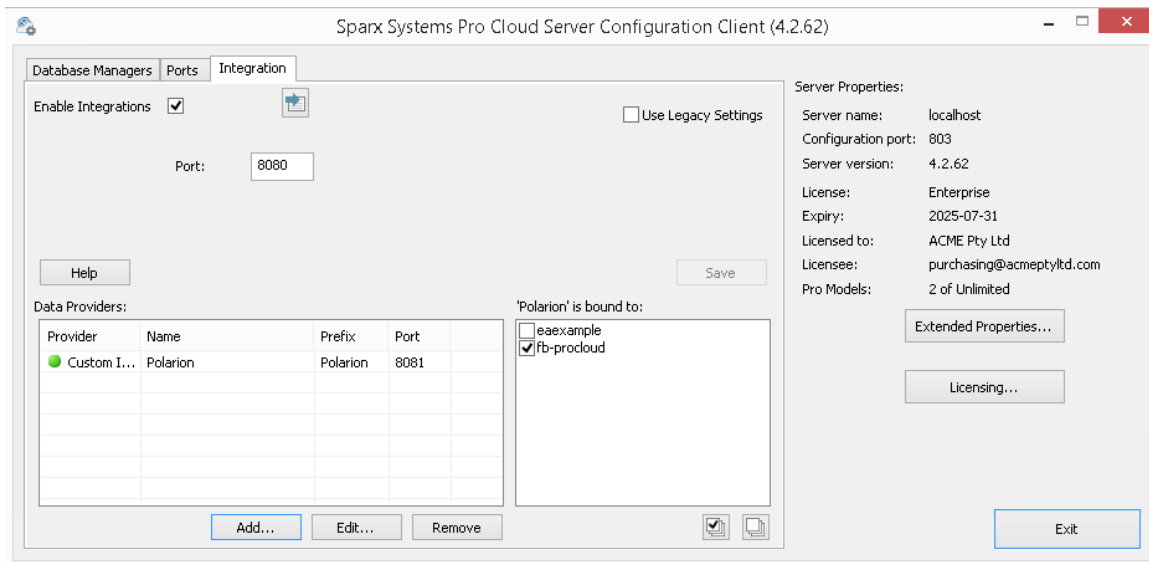 Sparx Systems Pro Cloud Server Configuration Client (4.2.62)
Database Managers Ports Integration
Enable Integrations
Use Legacy Settings
Port: 8080
Help
Save
Data Providers:
Provider Name Prefix Port
Custom I... Polarion Polarion 8081
Add... Edit... Remove
'Polarion' is bound to:
eaexample
fb-procloud
Server Properties:
Server name: localhost
Configuration port: 803
Server version: 4.2.62
License: Enterprise
Expiry: 2025-07-31
Licensed to: ACME Pty Ltd
Licensee: purchasing@acmeptyltd.com
Pro Models: 2 of Unlimited
Extended Properties...
Licensing...
Exit